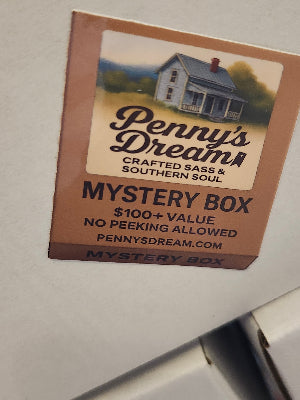 Penny's
Dream
CRAFTED SASS &
SOUTHERN SOUL
MYSTERY BOX
$100+ VALUE
NO PEEKING ALLOWED
PENNYSDREAM.COM
MYSTERY BOX